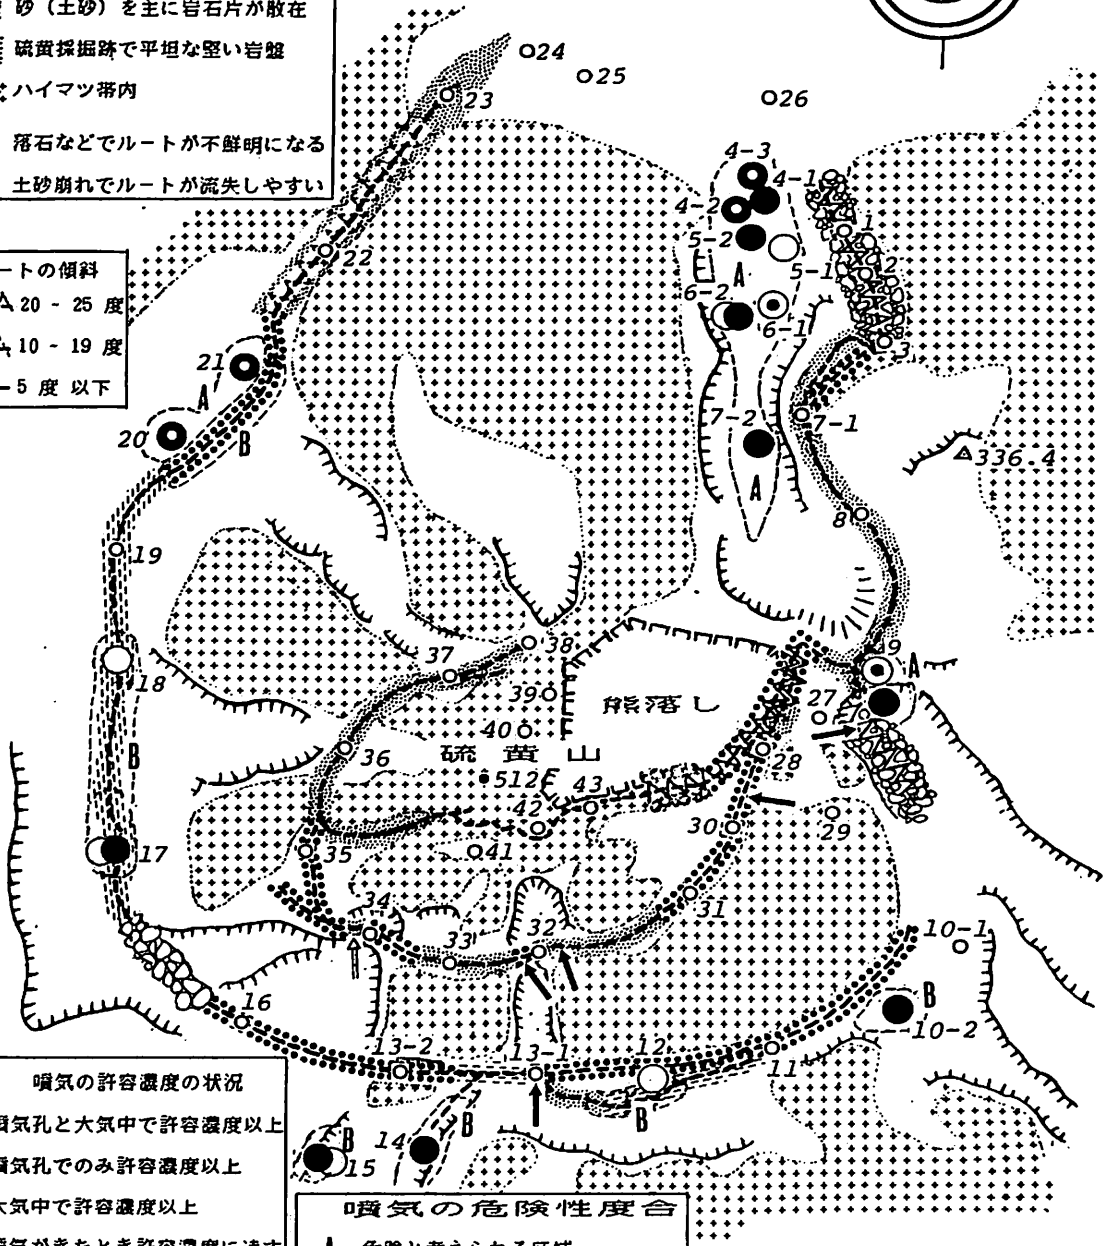 砂（土砂）を主に岩石片が散在
硫黄採掘跡で平坦な堅い岩盤
ハイマツ帯内
落石などでルートが不鮮明になる
土砂崩れでルートが流失しやすい
ートの傾斜
20 ~ 25 度
10 ~ 19 度
5 度 以下
24
25
26
23
22
4-3
4-1
4-2
5-2
5-1
A
6-2
6-1
1
2
3
21
A
20
B
7-2
7-1
A
336.4
8
19
18
B
17
37
38
39
40
熊落し
硫黄山
512
36
9
A
27
28
29
43
42
41
30
31
35
34
33
32
10-1
B
10-2
16
13-2
13-1
12
11
B
14
B
B
15
噴気の許容濃度の状況
噴気孔と大気中で許容濃度以上
噴気孔でのみ許容濃度以上
大気中で許容濃度以上
噴気の危険性度合